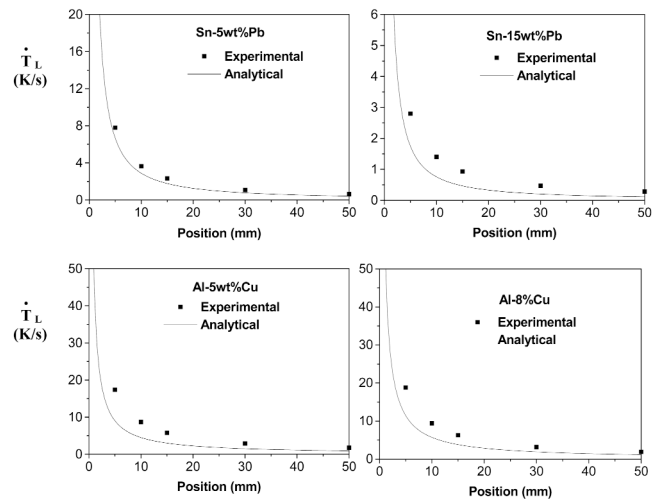 Sn-5wt%Pb
Experimental
Analytical
Ṫ L
(K/s)
20
16
12
8
4
0
0 10 20 30 40 50
Position (mm)
Sn-15wt%Pb
Experimental
Analytical
6
5
4
3
2
1
0
0 10 20 30 40 50
Position (mm)
Al-5wt%Cu
Experimental
Analytical
Ṫ L
(K/s)
50
40
30
20
10
0
0 10 20 30 40 50
Position (mm)
Al-8%Cu
Experimental
Analytical
50
40
30
20
10
0
0 10 20 30 40 50
Position (mm)